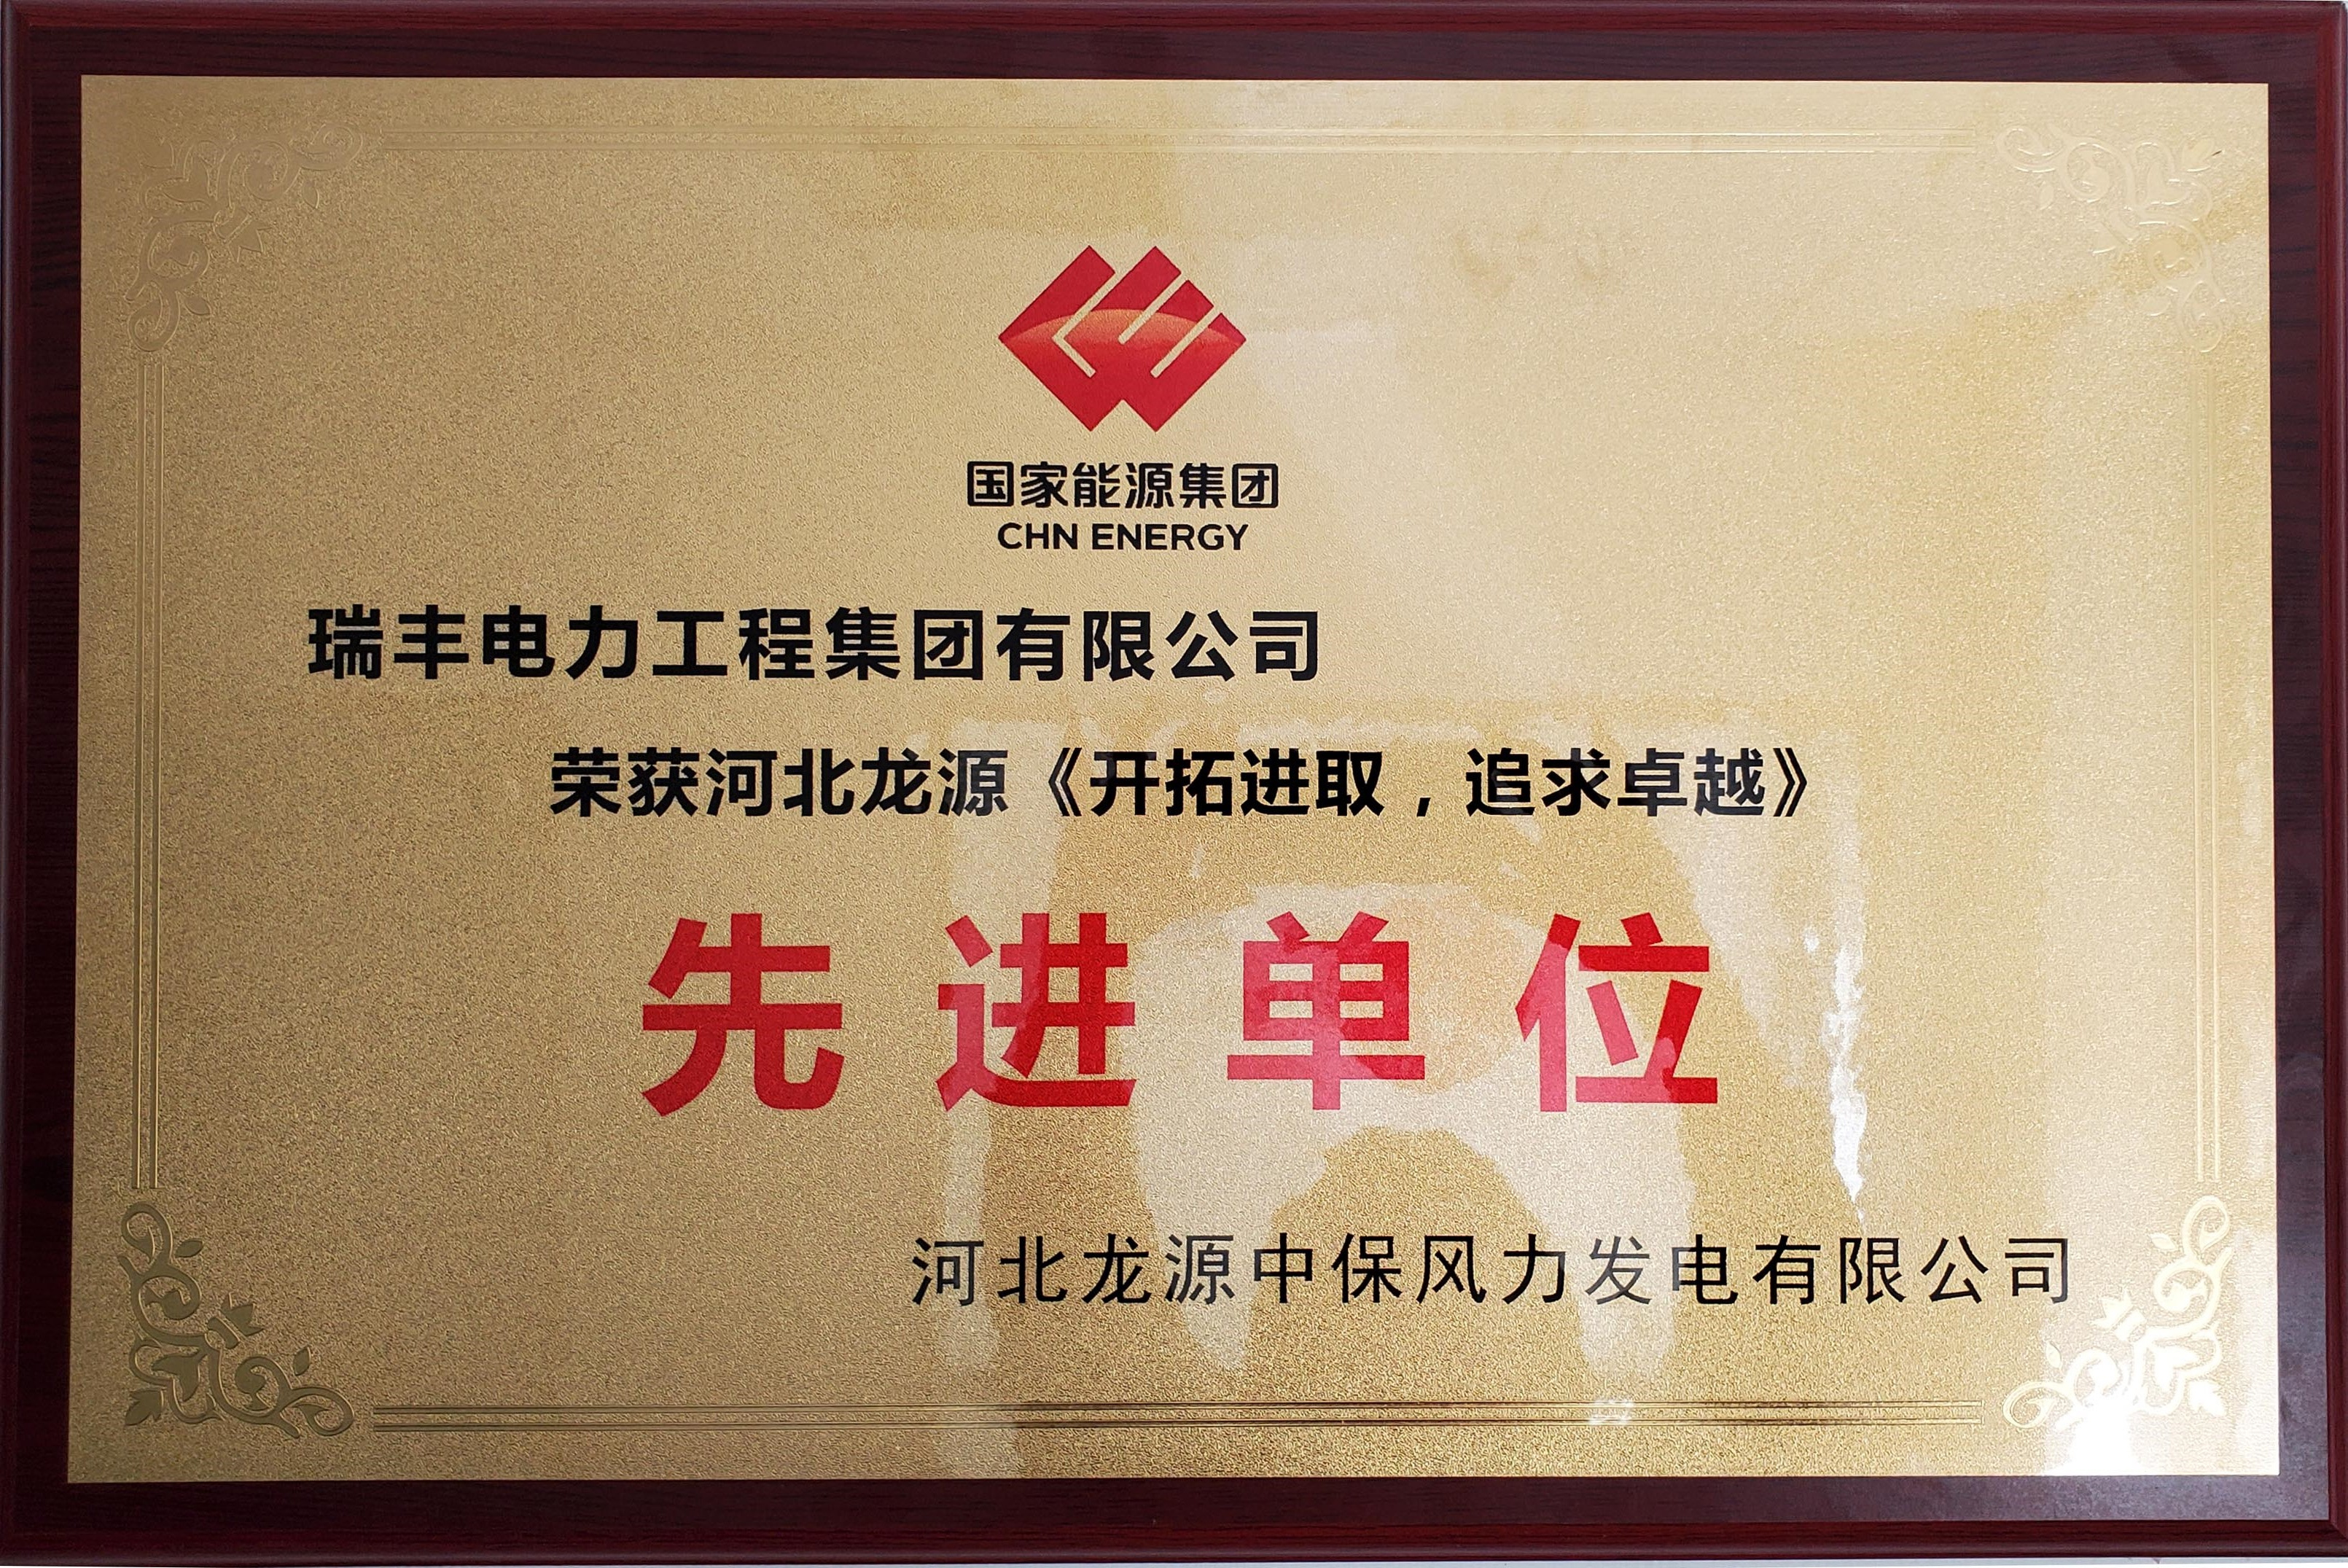 国家能源集团
CHN ENERGY
瑞丰电力工程集团有限公司
荣获河北龙源《开拓进取，追求卓越》
先进单位
河北龙源中保风力发电有限公司